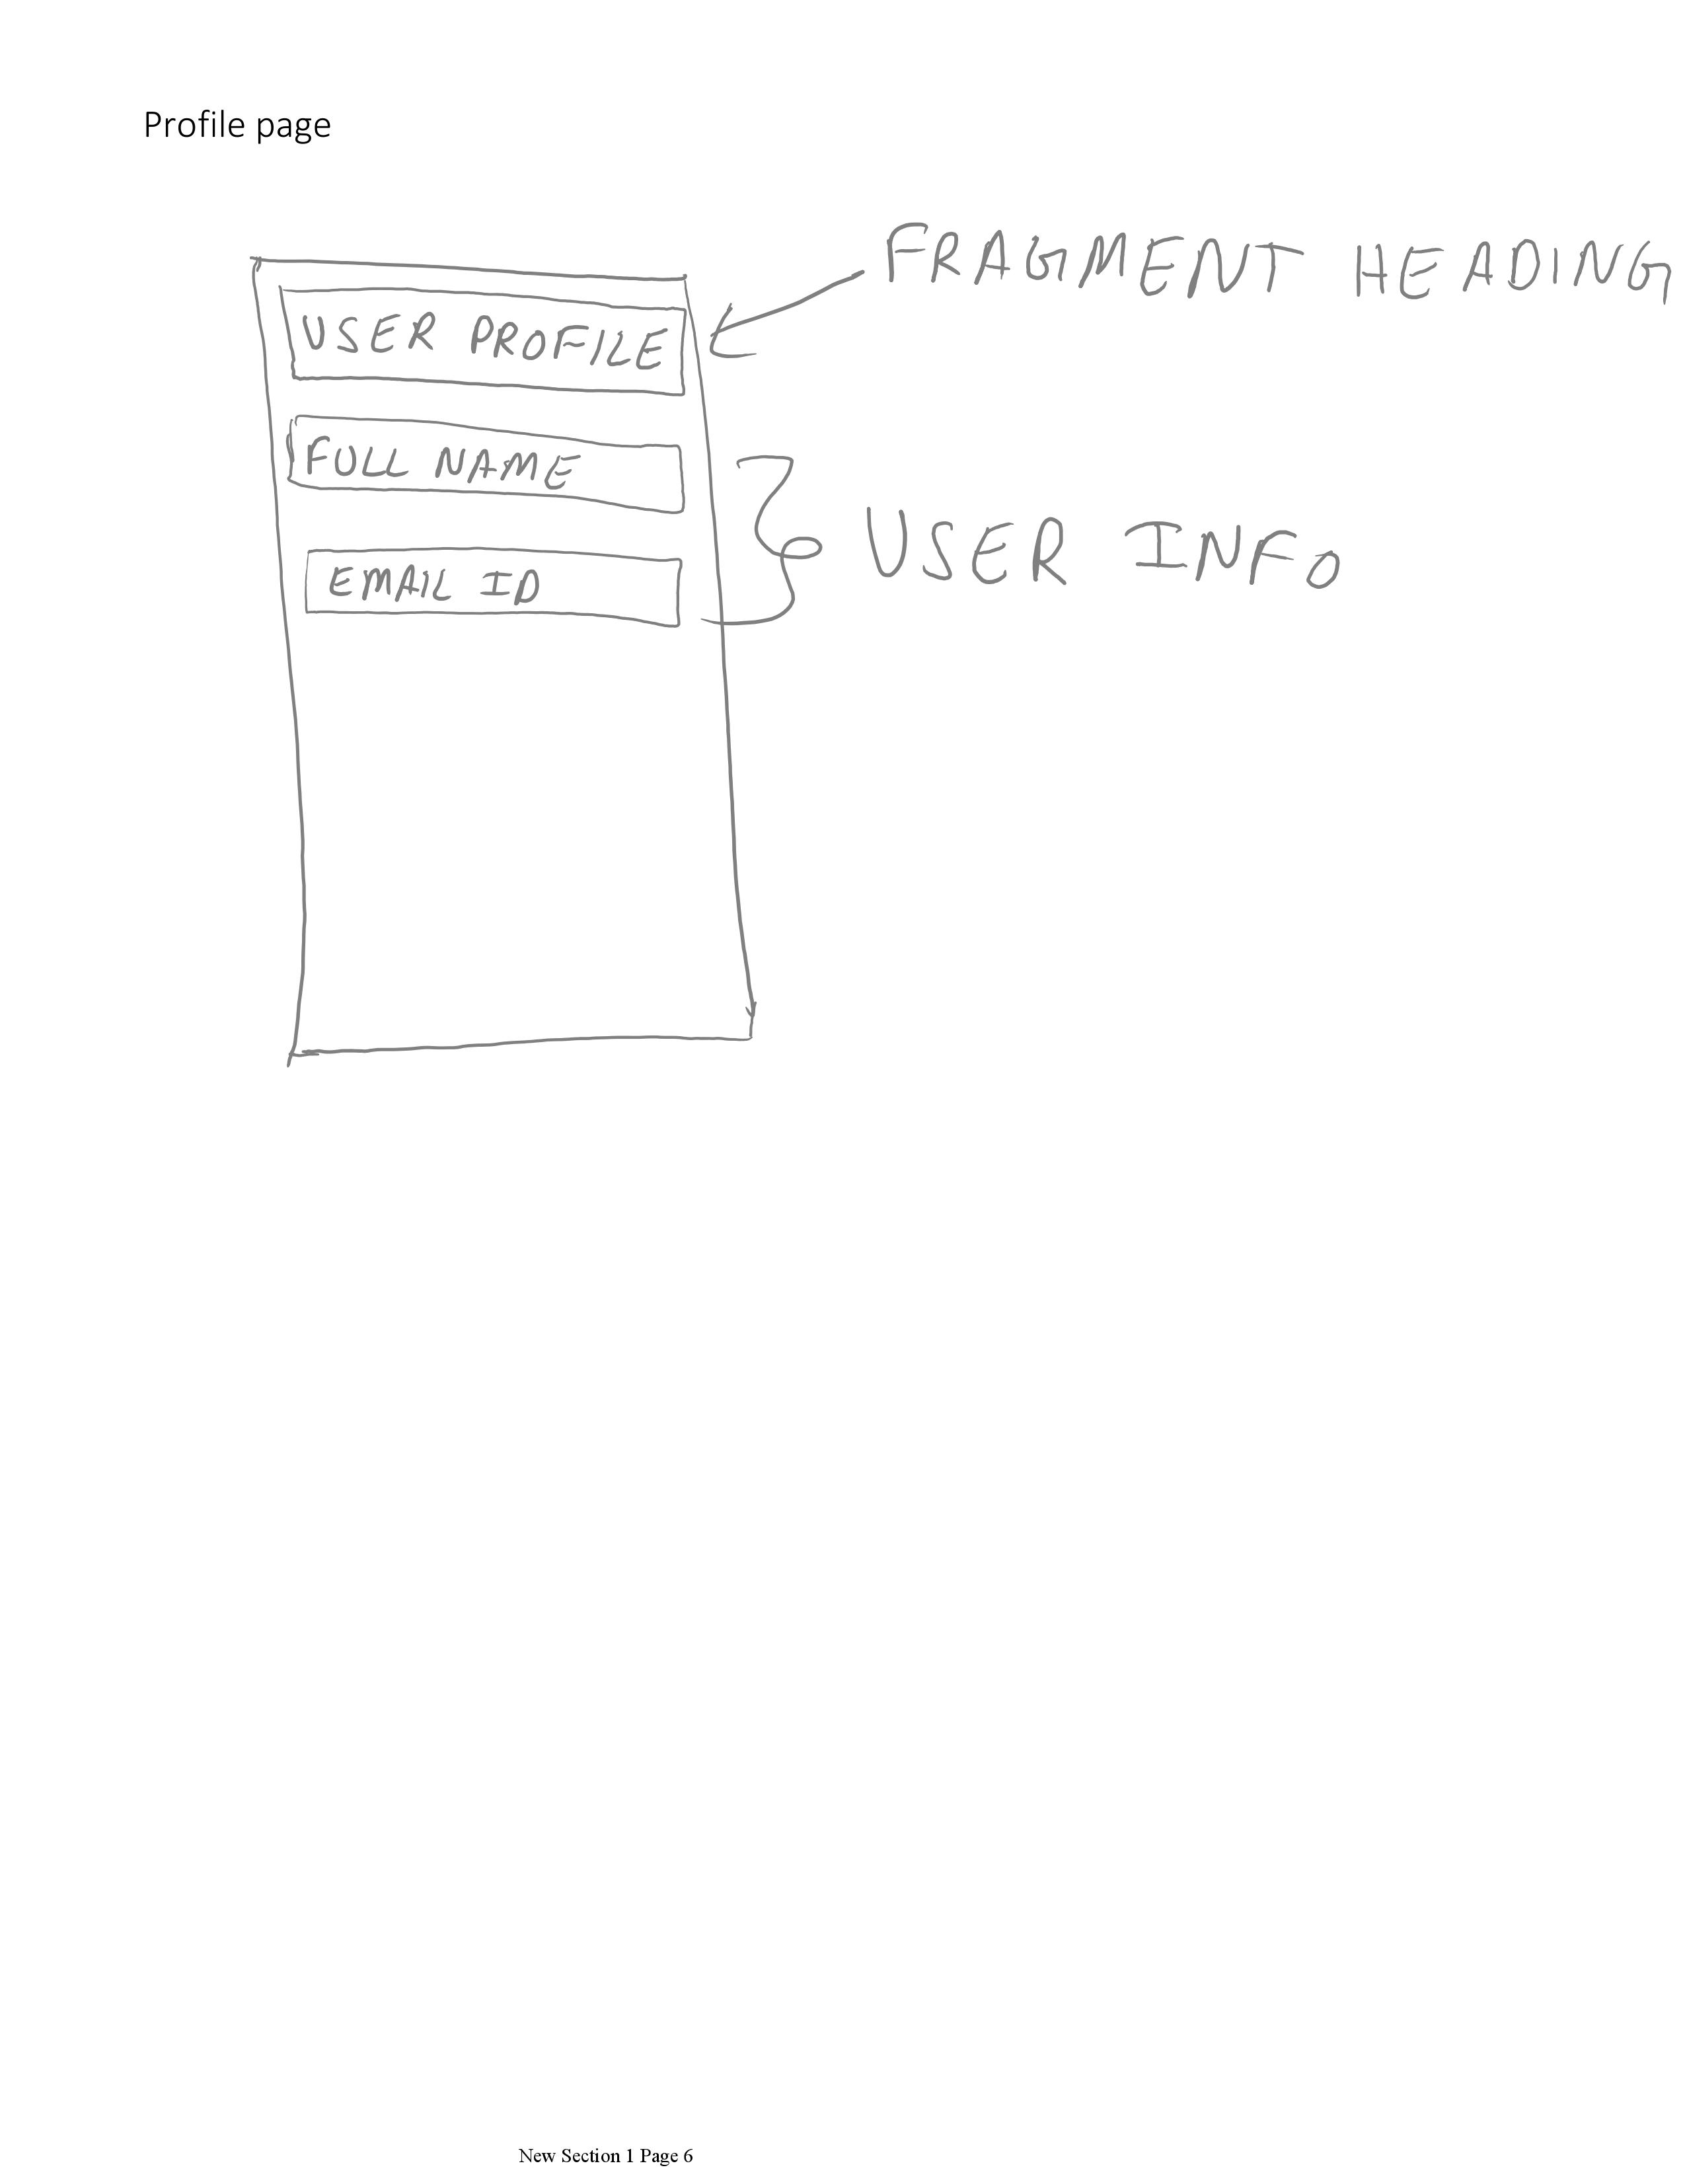 Profile page
FRAGMENT HEADING
USER PROFILE
FULL NAME
USER INFO
EMAIL ID
New Section 1 Page 6